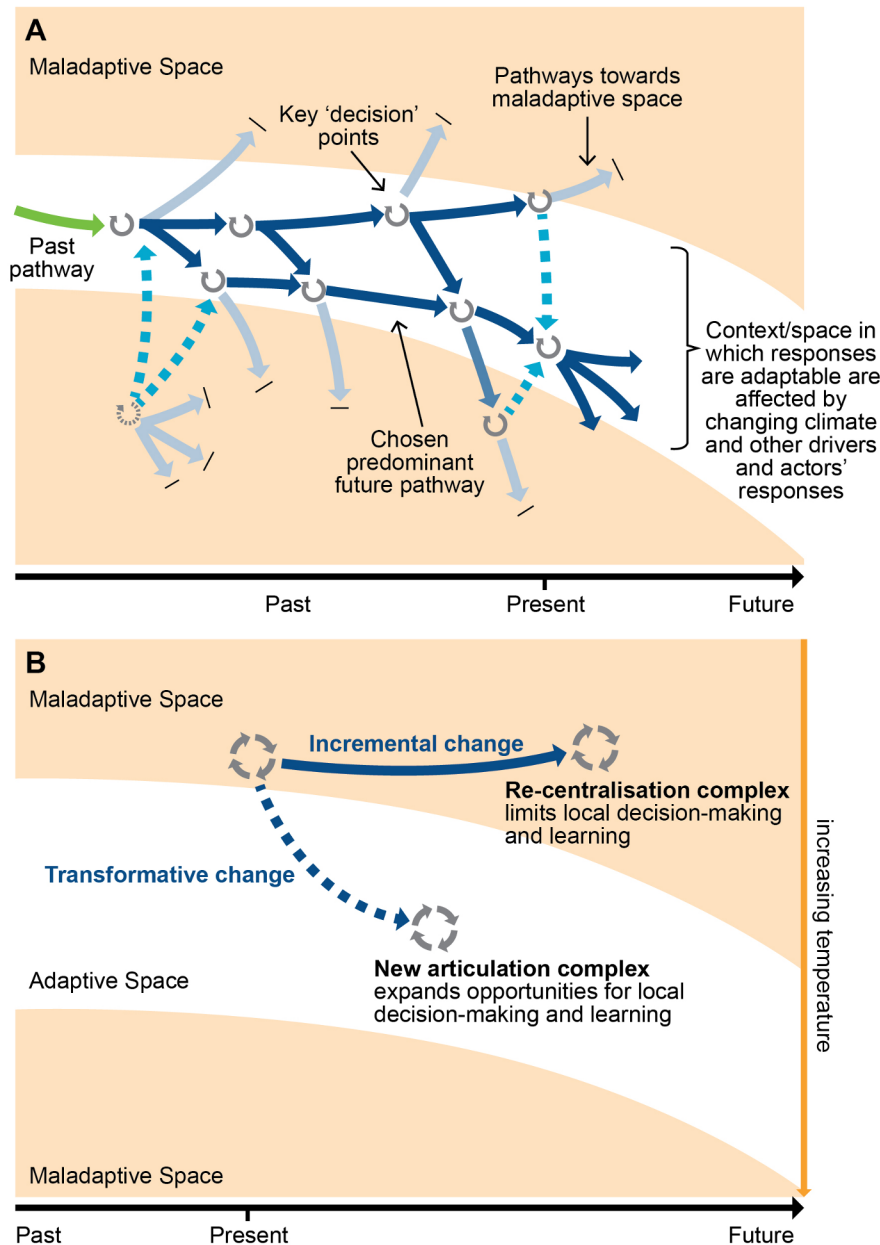 A
Maladaptive Space
Key ‘decision’
points
Pathways towards
maladaptive space
Past
pathway
Chosen
predominant
future pathway
Context/space in
which responses
are adaptable are
affected by
changing climate
and other drivers
and actors’
responses
Past
Present
Future
B
Maladaptive Space
Incremental change
Re-centralisation complex
limits local decision-making
and learning
Transformative change
New articulation complex
expands opportunities for local
decision-making and learning
Adaptive Space
Maladaptive Space
increasing temperature
Past
Present
Future